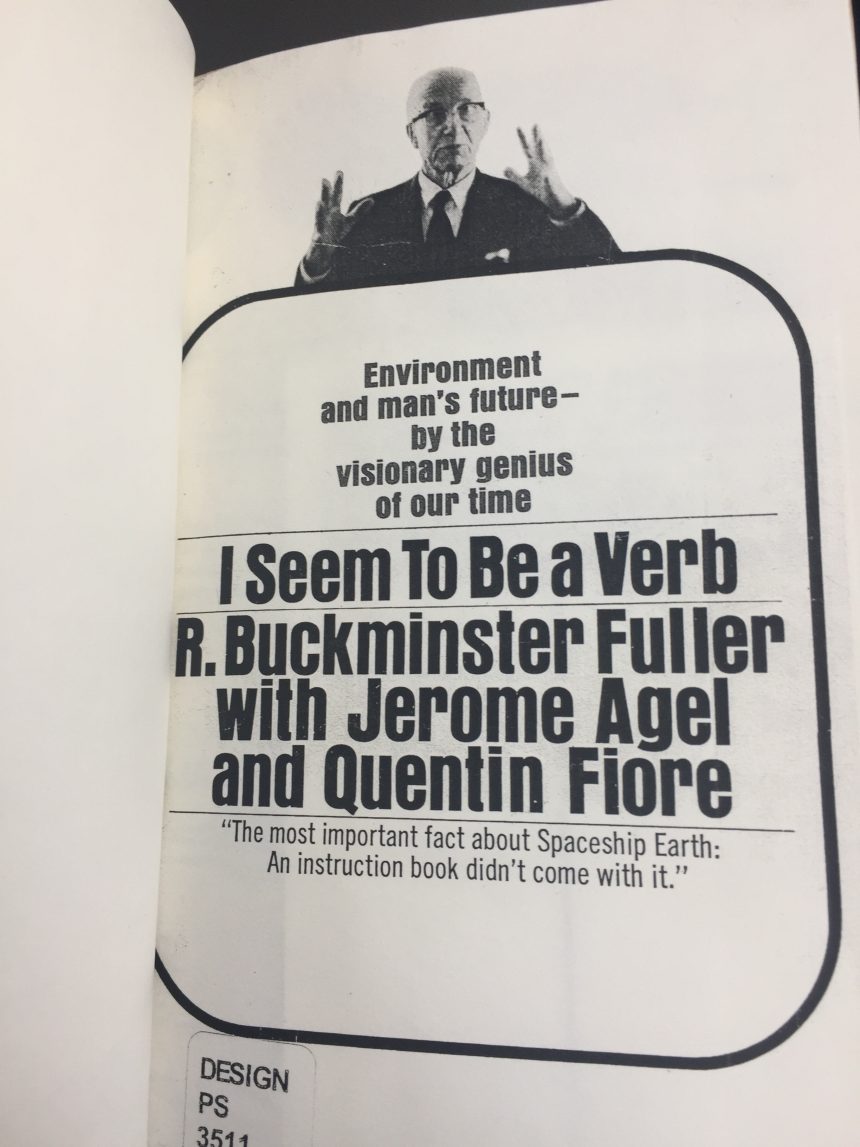 Environment
and man's future–
by the
visionary genius
of our time
I Seem To Be a Verb
R. Buckminster Fuller
with Jerome Agel
and Quentin Fiore
“The most important fact about Spaceship Earth:
An instruction book didn't come with it.”
DESIGN
PS
3511